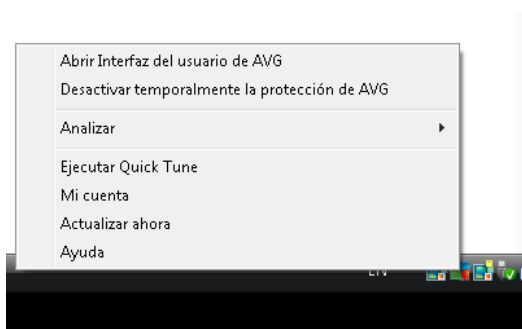 Abrir Interfaz del usuario de AVG
Desactivar temporalmente la protección de AVG
Analizar
Ejecutar Quick Tune
Mi cuenta
Actualizar ahora
Ayuda
EN